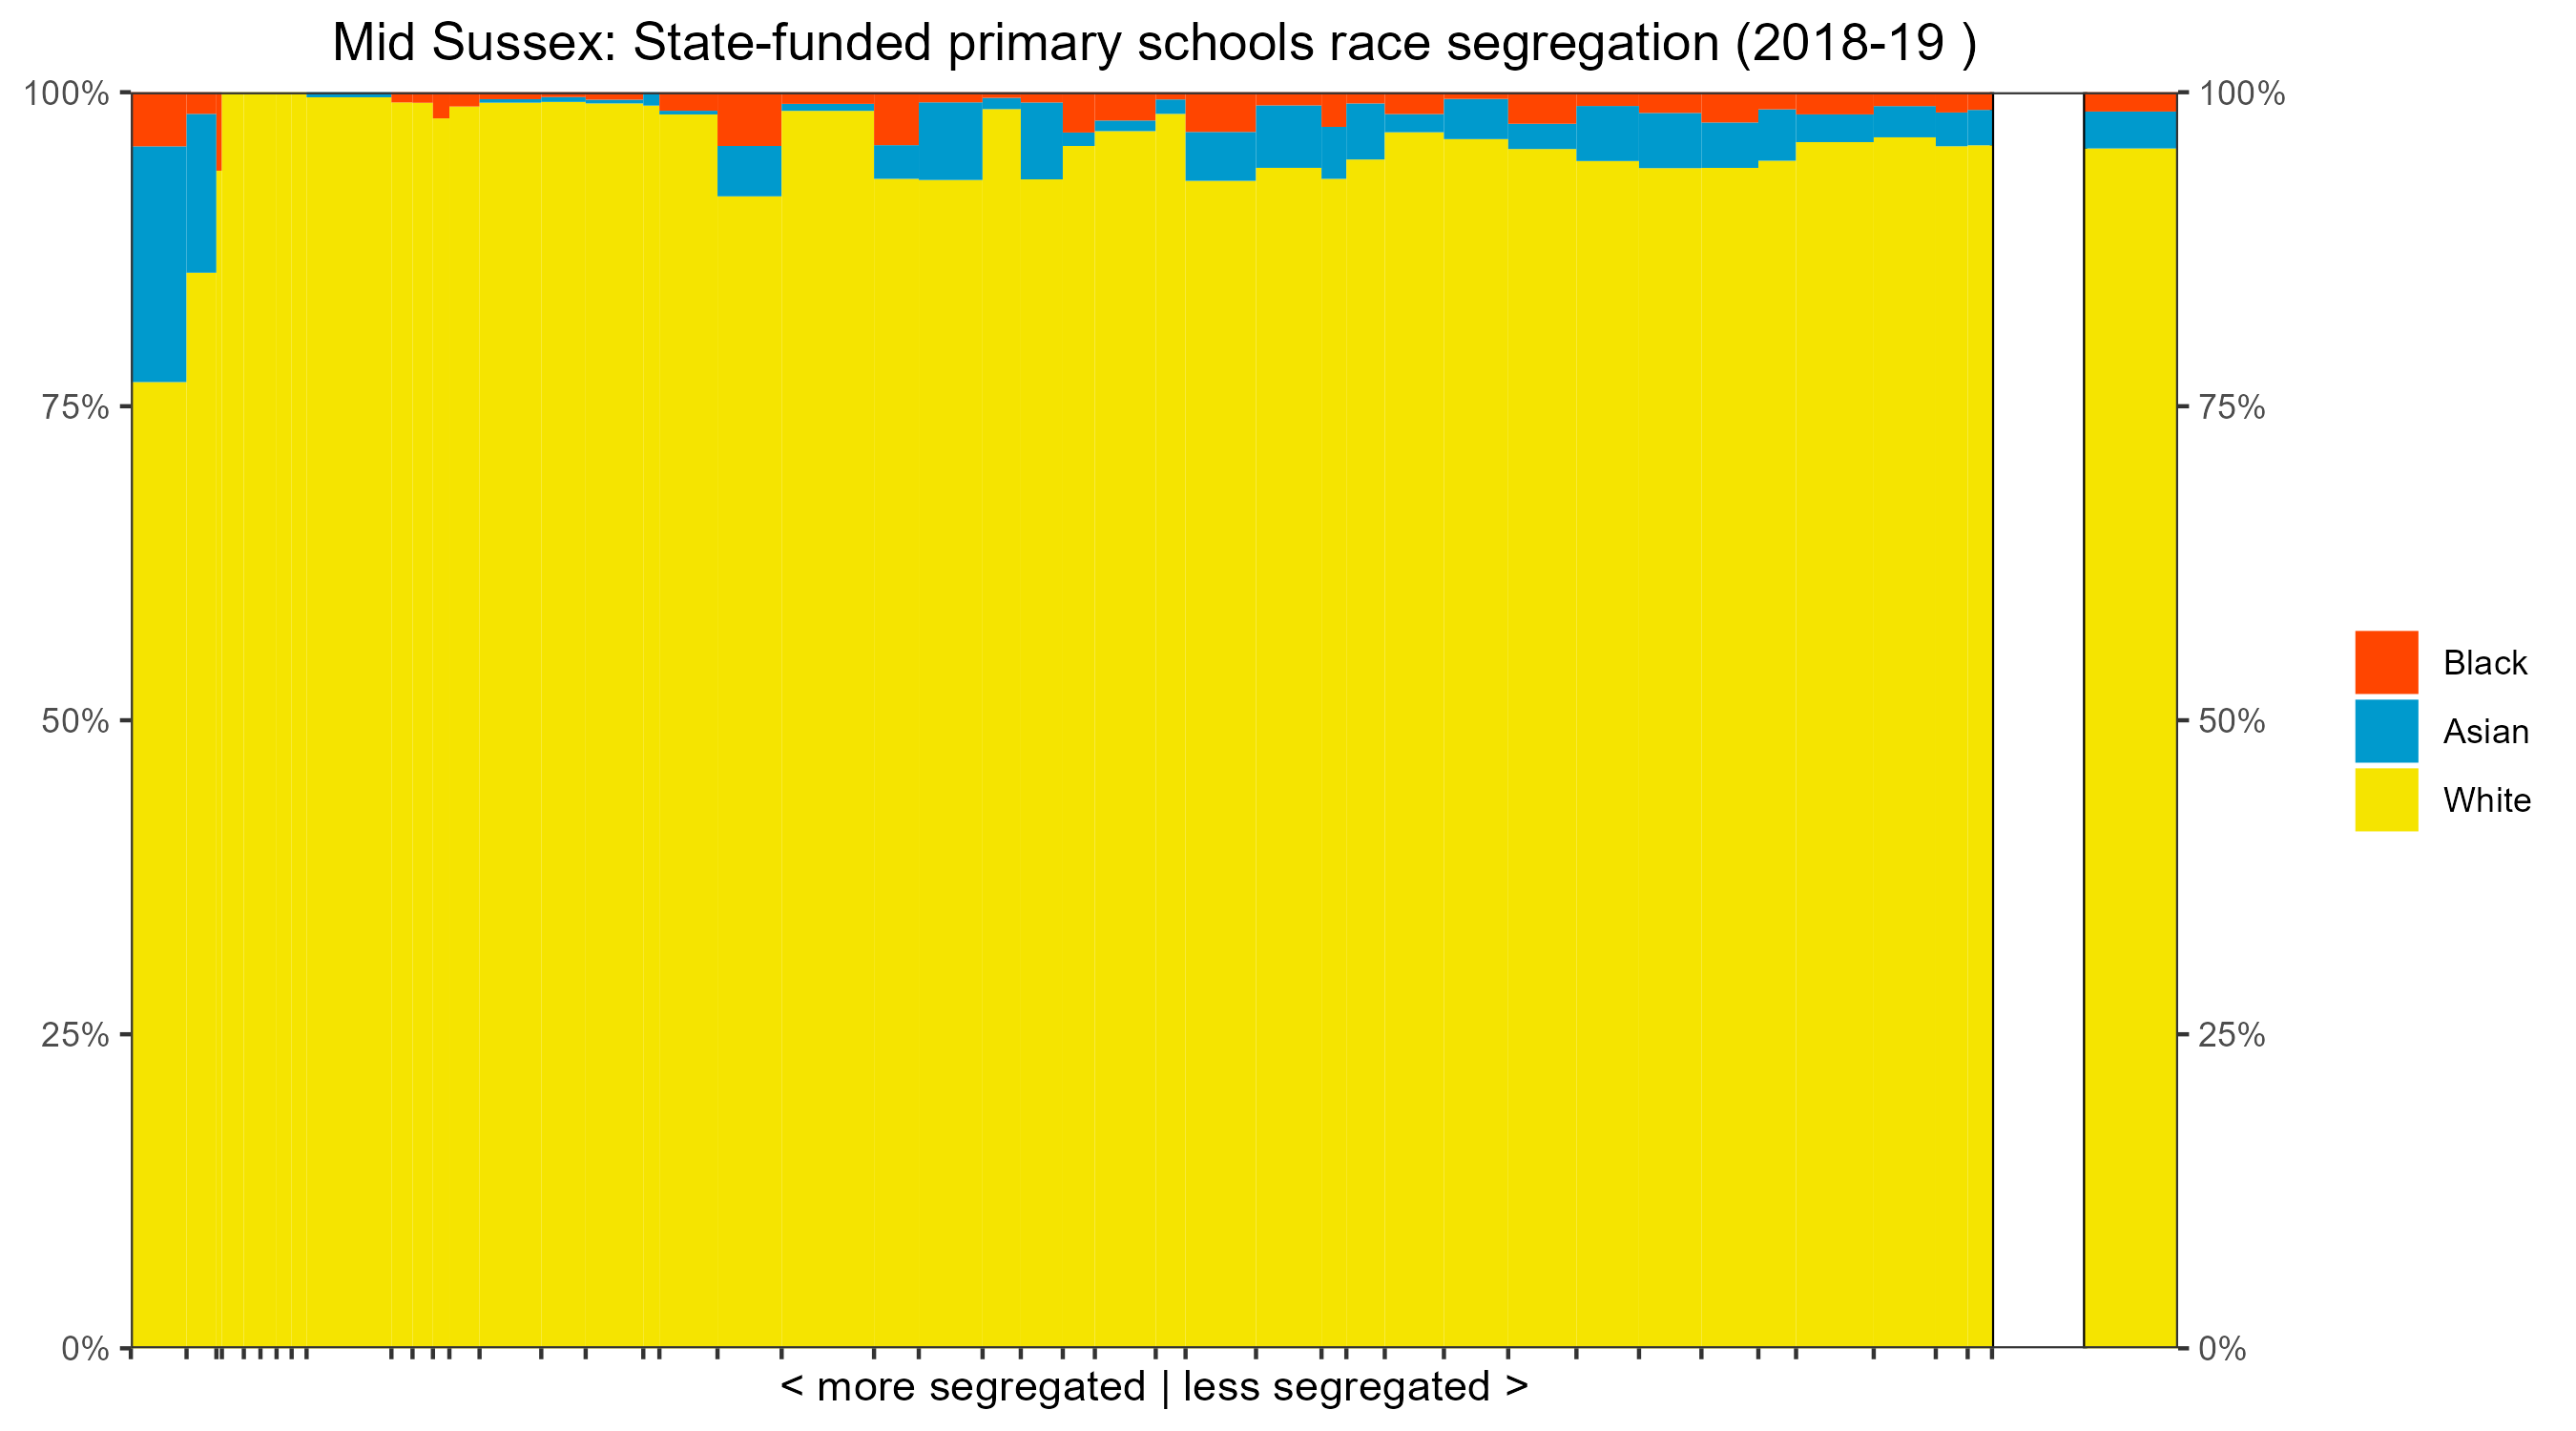 Mid Sussex: State-funded primary schools race segregation (2018-19 )
100%
100%
75%
75%
50%
50%
25%
25%
0%
0%
Black
Asian
White
< more segregated | less segregated >